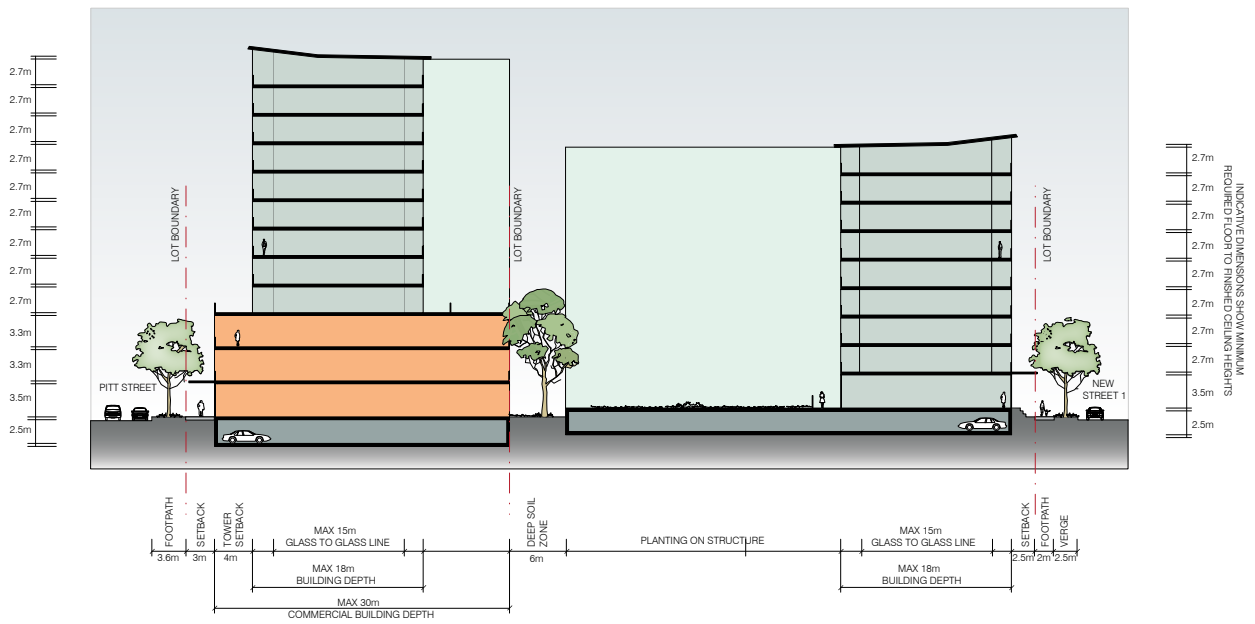 2.7m
2.7m
2.7m
2.7m
2.7m
2.7m
2.7m
2.7m
2.7m
3.3m
3.3m
3.5m
2.5m
LOT BOUNDARY
PITT STREET
LOT BOUNDARY
LOT BOUNDARY
NEW
STREET 1
2.7m
2.7m
2.7m
2.7m
2.7m
2.7m
2.7m
2.7m
3.5m
2.5m
INDICATIVE DIMENSIONS SHOW MINIMUM
REQUIRED FLOOR TO FINISHED CEILING HEIGHTS
FOOTPATH
3.6m
SETBACK
3m
TOWER
SETBACK
4m
MAX 15m
GLASS TO GLASS LINE
MAX 18m
BUILDING DEPTH
MAX 30m
COMMERCIAL BUILDING DEPTH
DEEP SOIL
ZONE
6m
PLANTING ON STRUCTURE
MAX 15m
GLASS TO GLASS LINE
MAX 18m
BUILDING DEPTH
SETBACK
2.5m
FOOTPATH
2m
VERGE
2.5m